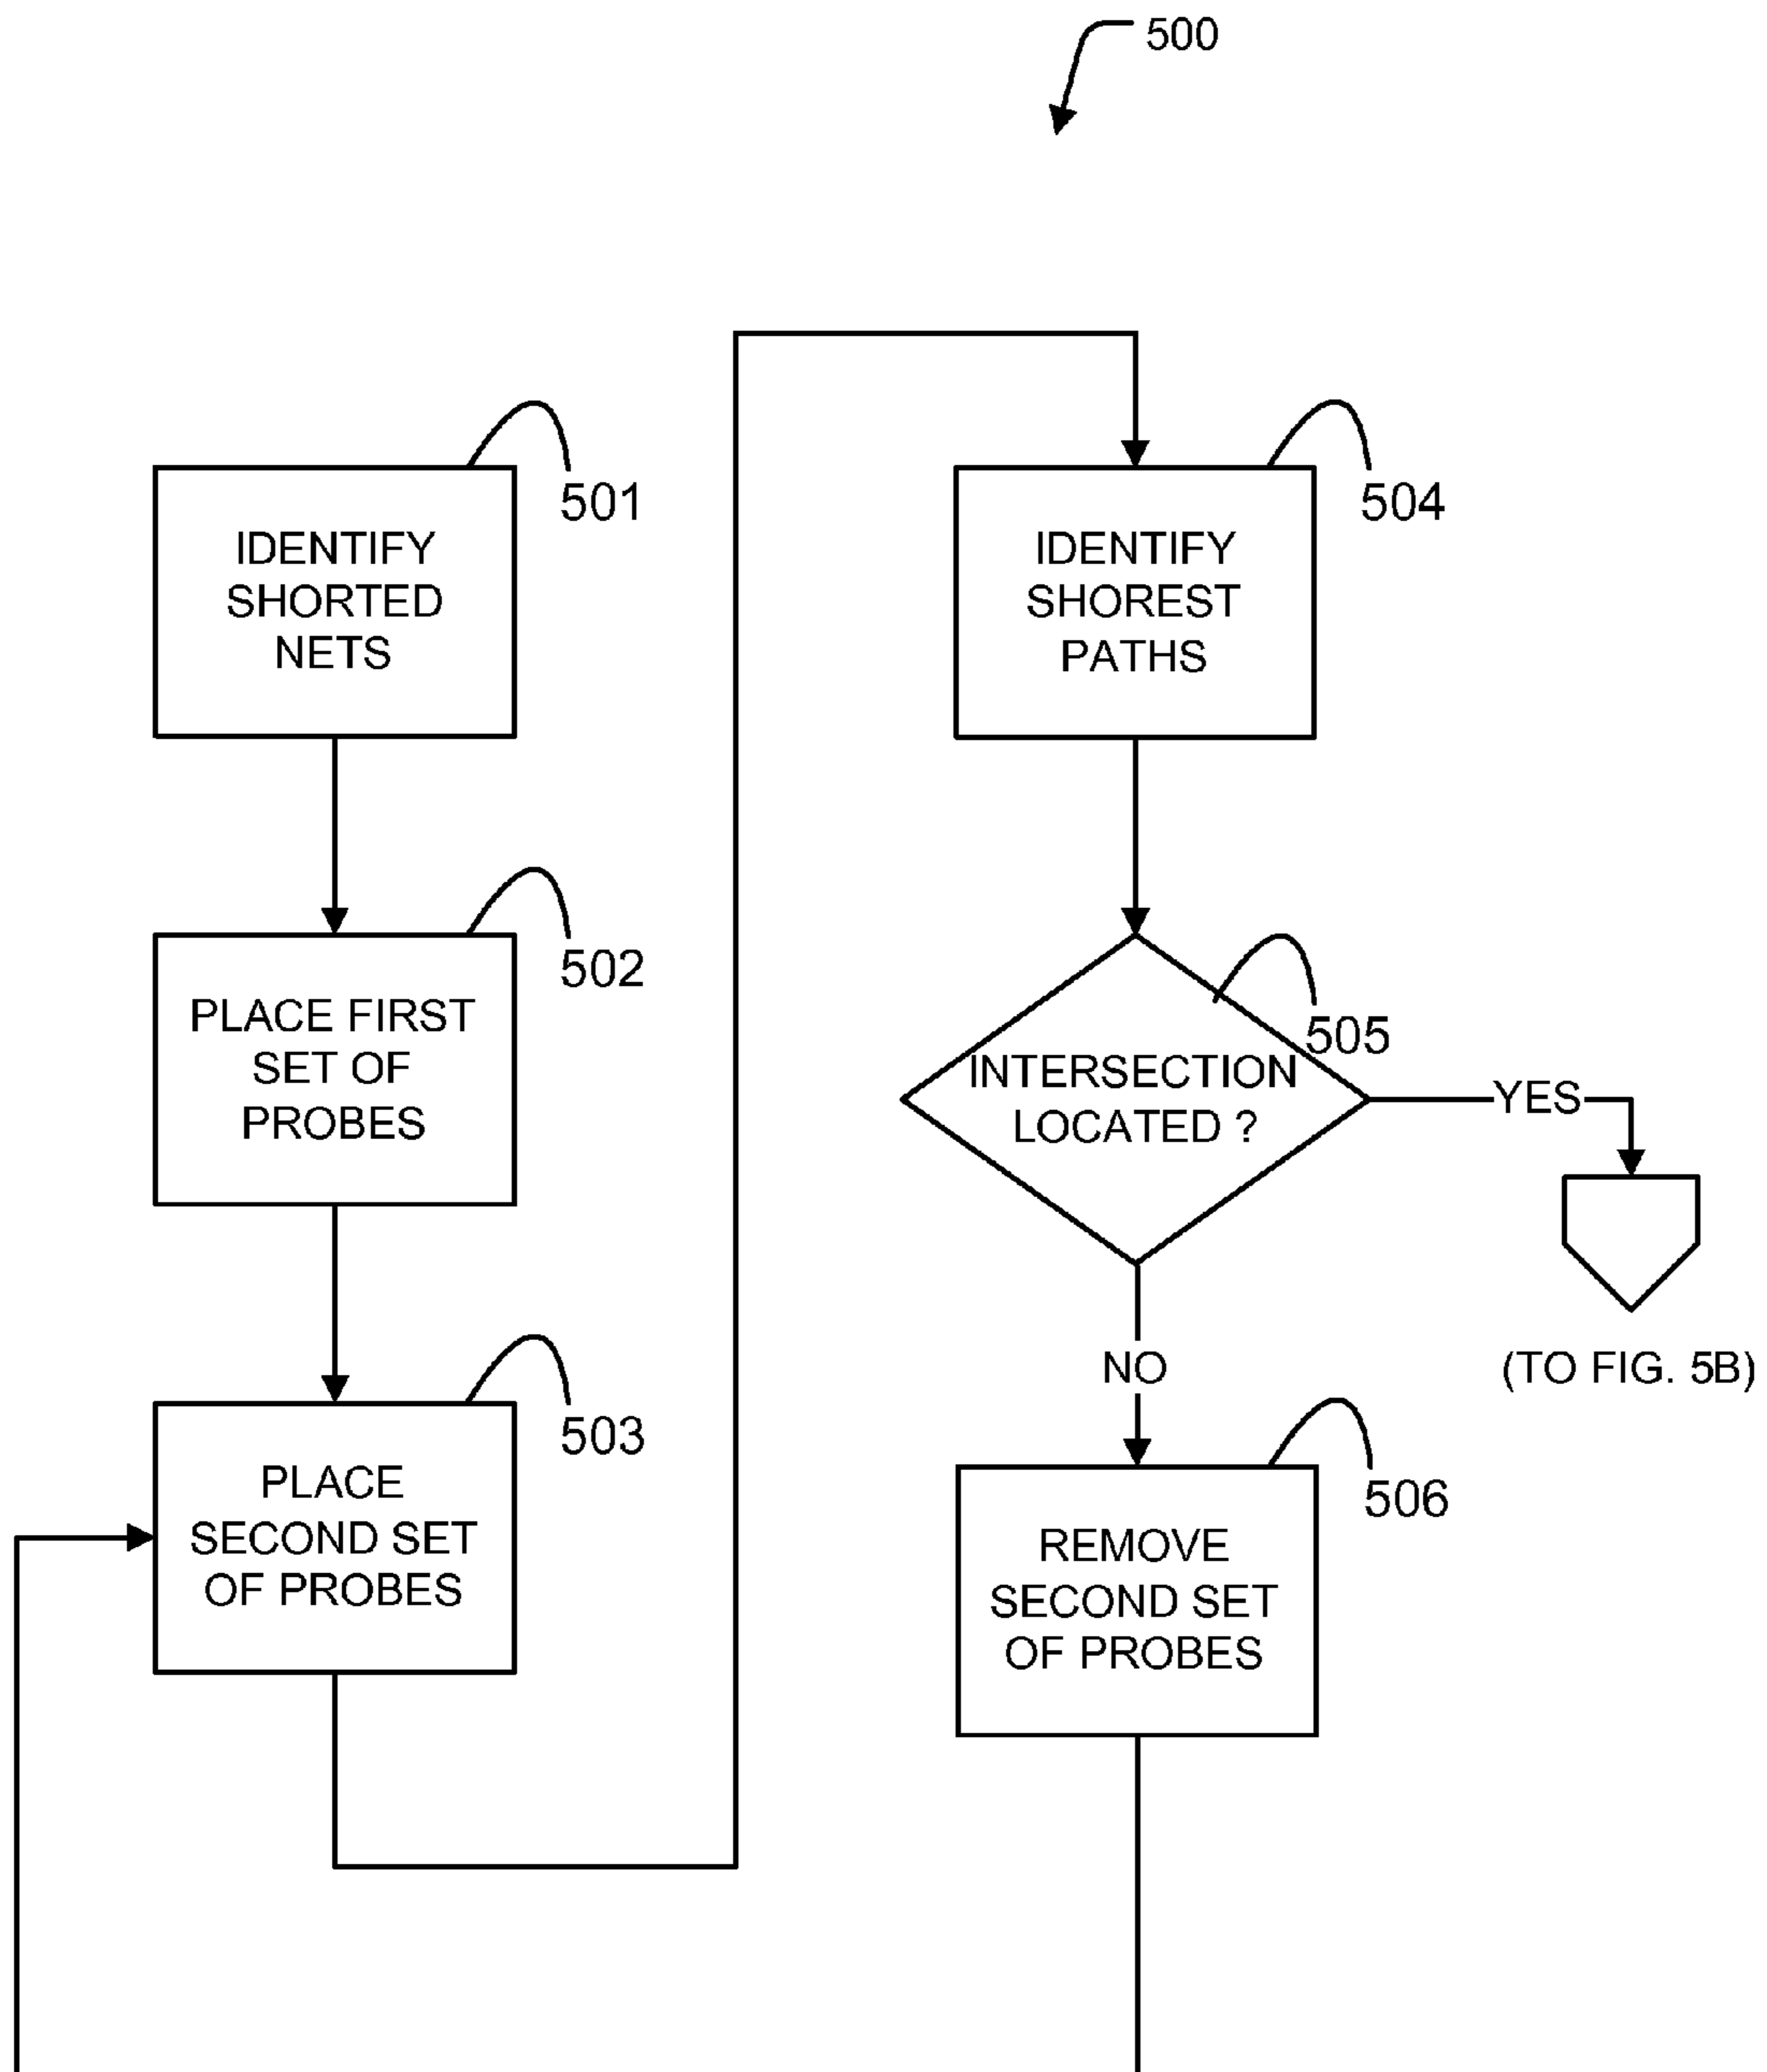 500
IDENTIFY
SHORTED
NETS
501
PLACE FIRST
SET OF
PROBES
502
PLACE
SECOND SET
OF PROBES
503
IDENTIFY
SHOREST
PATHS
504
INTERSECTION
LOCATED ?
505
YES
(TO FIG. 5B)
NO
REMOVE
SECOND SET
OF PROBES
506